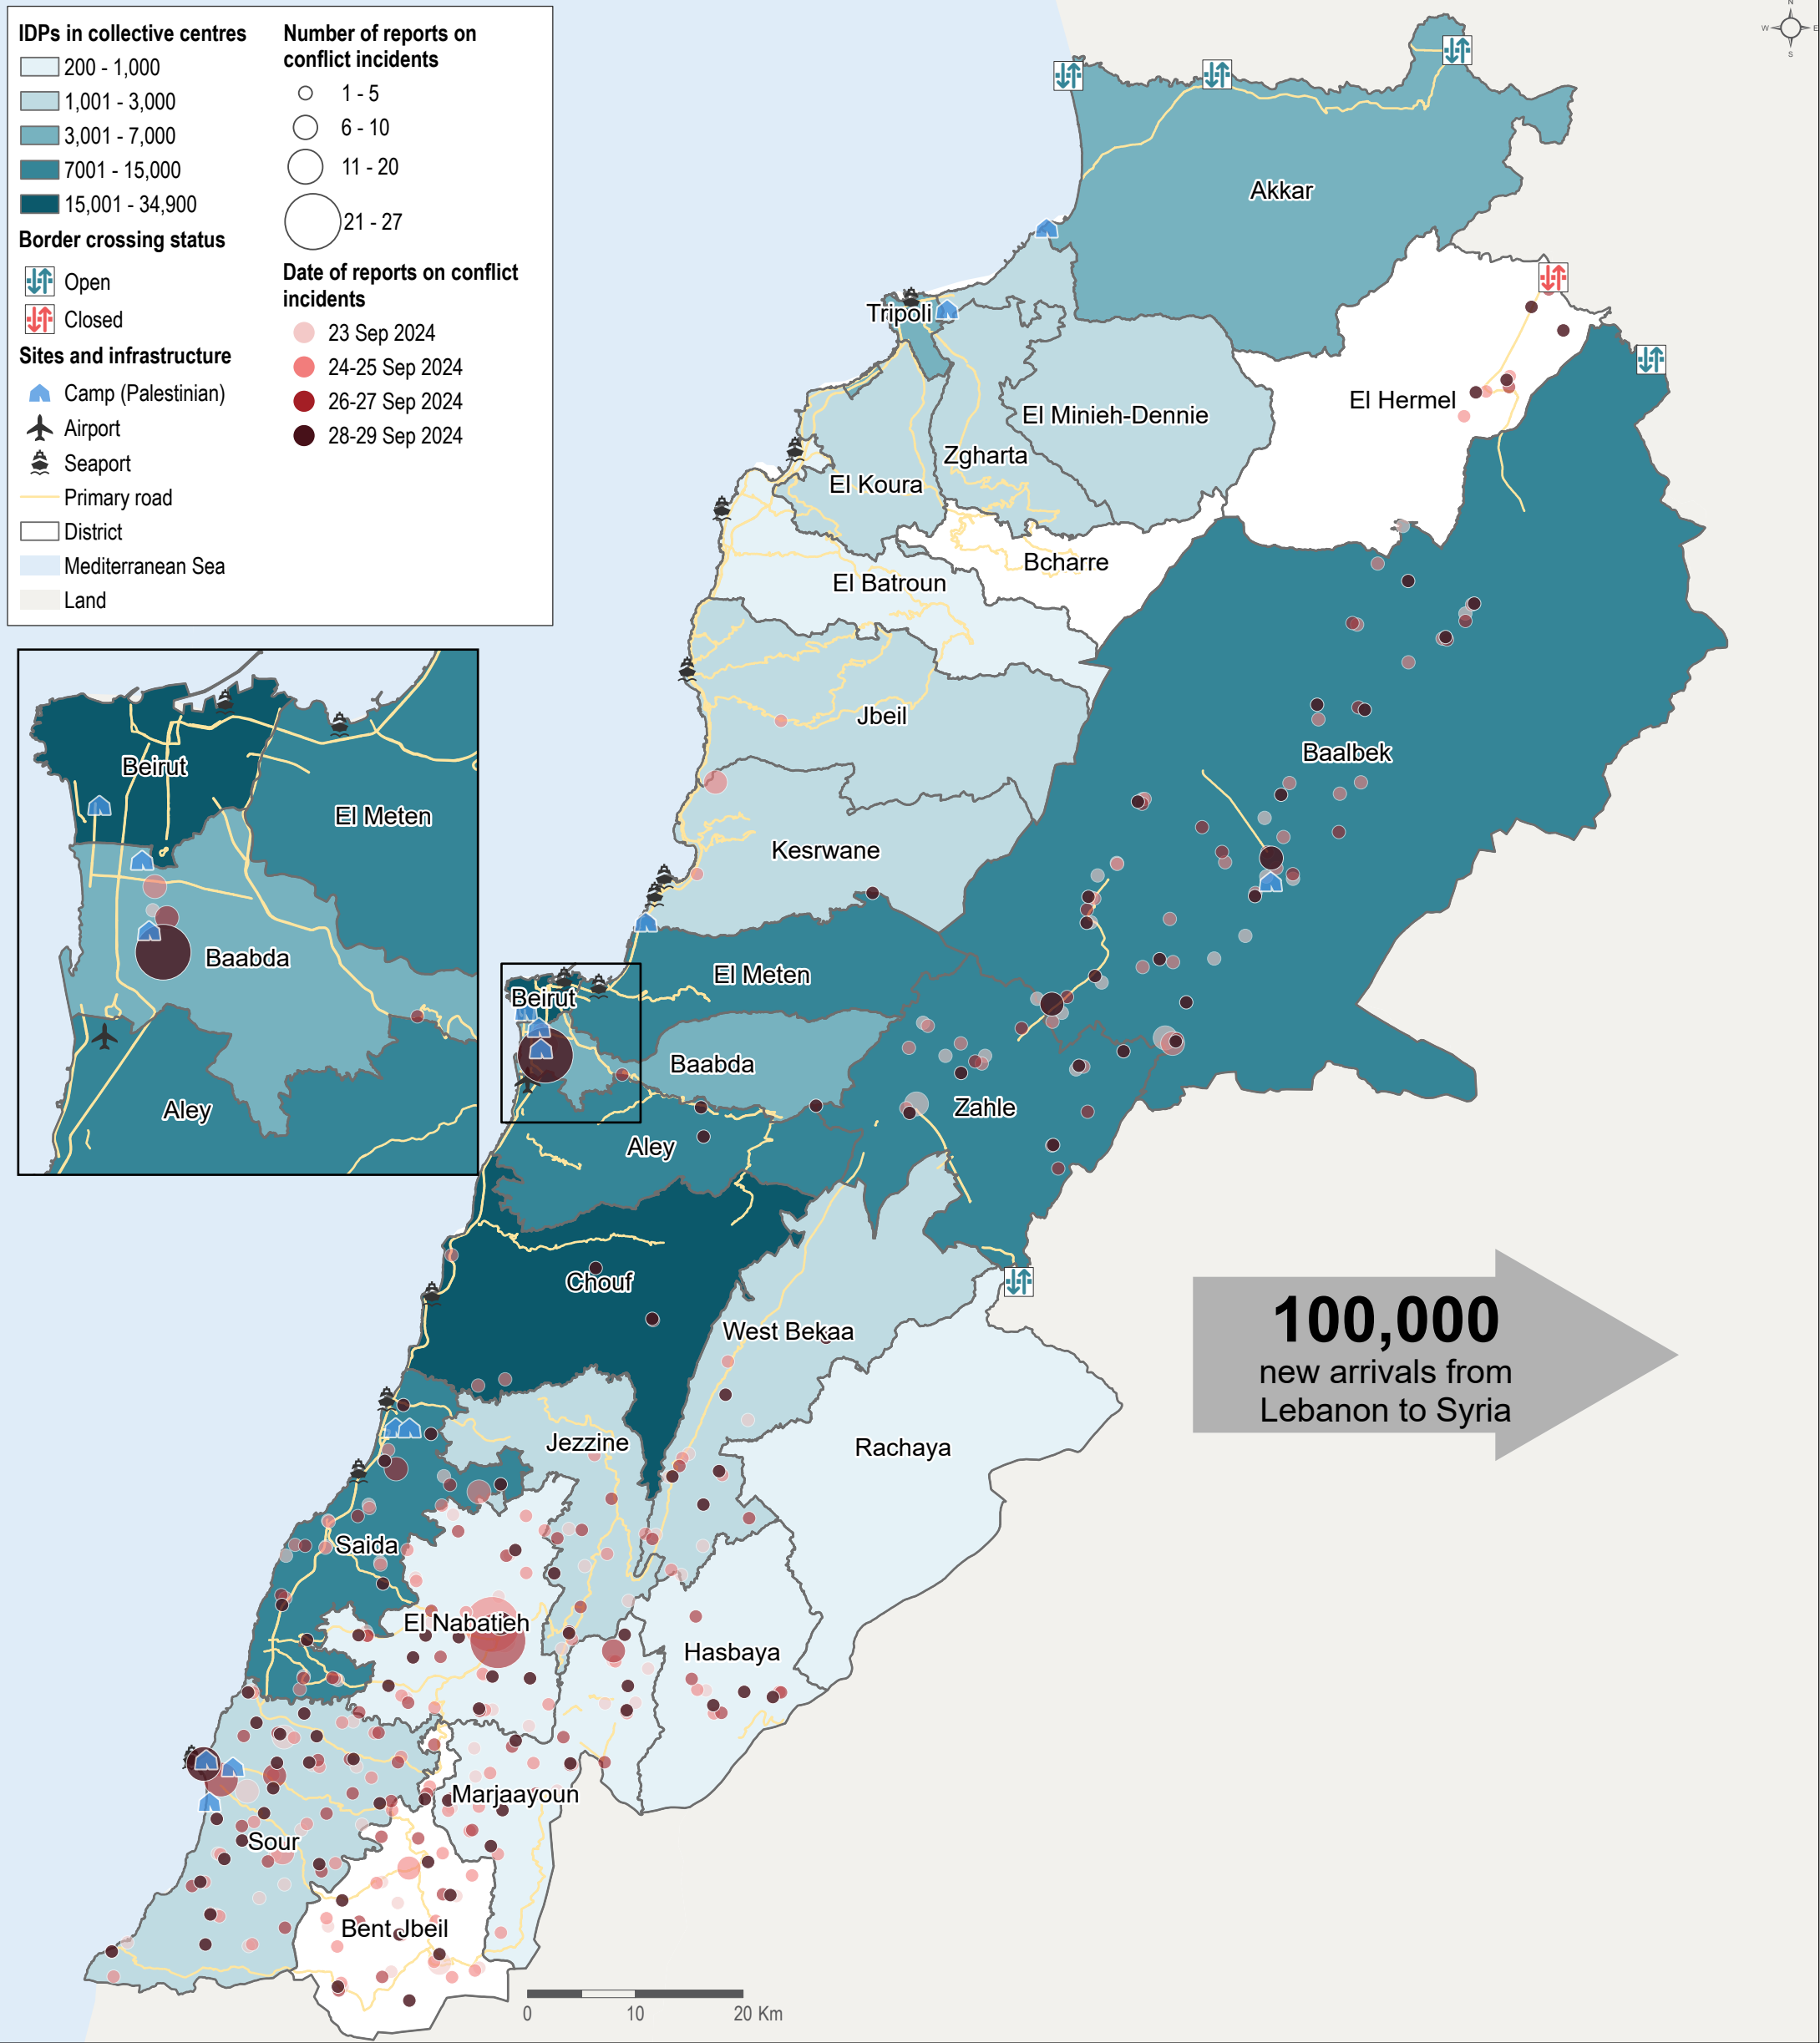 IDPs in collective centres
200 - 1,000
1,001 - 3,000
3,001 - 7,000
7001 - 15,000
15,001 - 34,900
Border crossing status
Open
Closed
Sites and infrastructure
Camp (Palestinian)
Airport
Seaport
Primary road
District
Mediterranean Sea
Land
Number of reports on
conflict incidents
1 - 5
6 - 10
11 - 20
21 - 27
Date of reports on conflict
incidents
23 Sep 2024
24-25 Sep 2024
26-27 Sep 2024
28-29 Sep 2024
N
W
E
S
Akkar
Tripoli
El Hermel
El Minieh-Dennie
Zgharta
El Koura
Bcharre
El Batroun
Jbeil
Baalbek
Kesrwane
El Meten
Beirut
Baabda
Zahle
Aley
Chouf
West Bekaa
Rachaya
Jezzine
Saida
El Nabatieh
Hasbaya
Marjaayoun
Sour
Bent Jbeil
Beirut
El Meten
Baabda
Aley
100,000
new arrivals from
Lebanon to Syria
0 10 20 Km